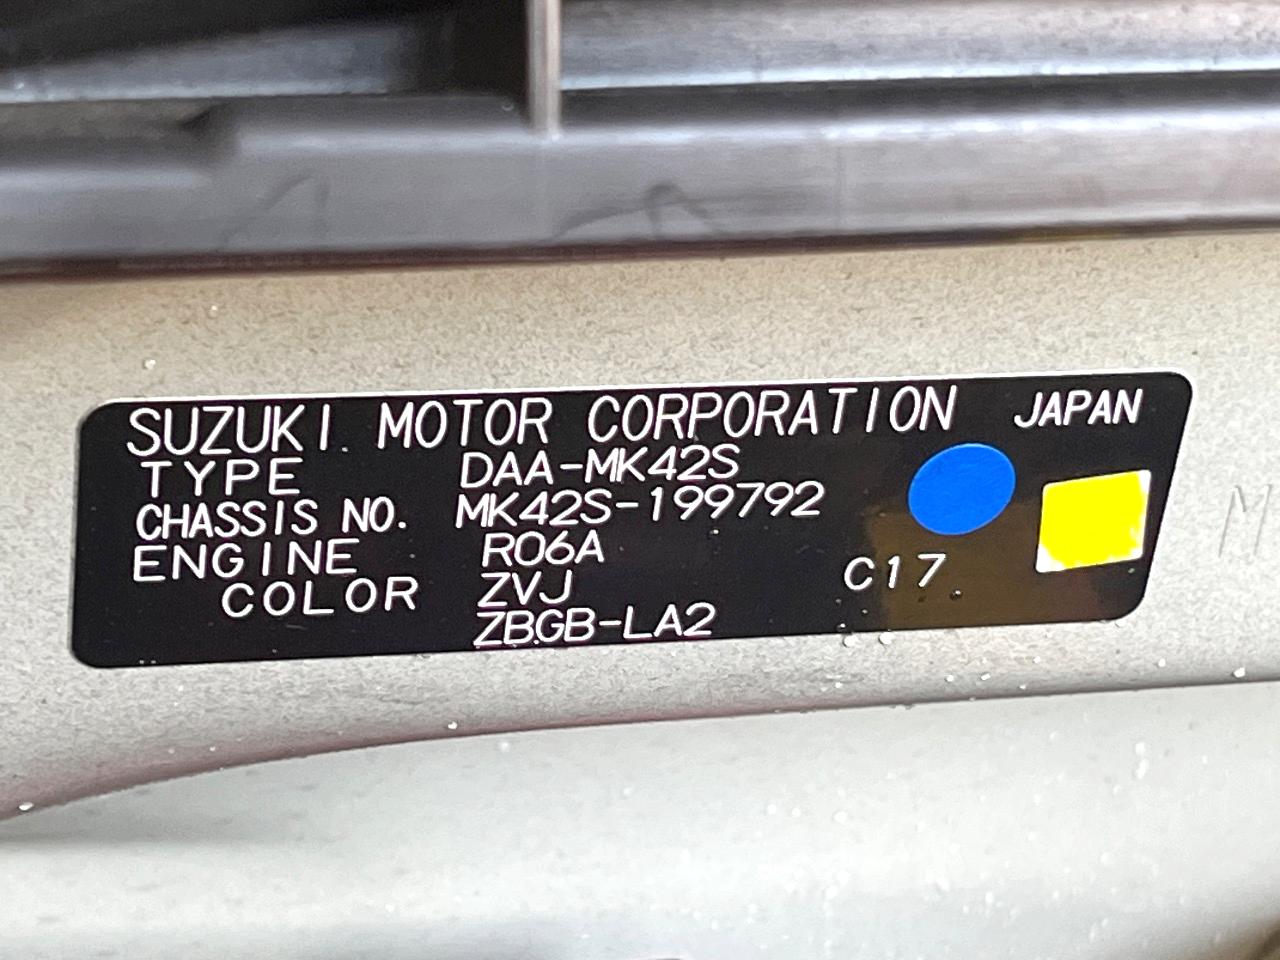 SUZUKI MOTOR CORPORATION JAPAN
TYPE DAA-MK42S
CHASSIS NO. MK42S-199792
ENGINE R06A
COLOR ZVJ C17
ZBGB-LA2